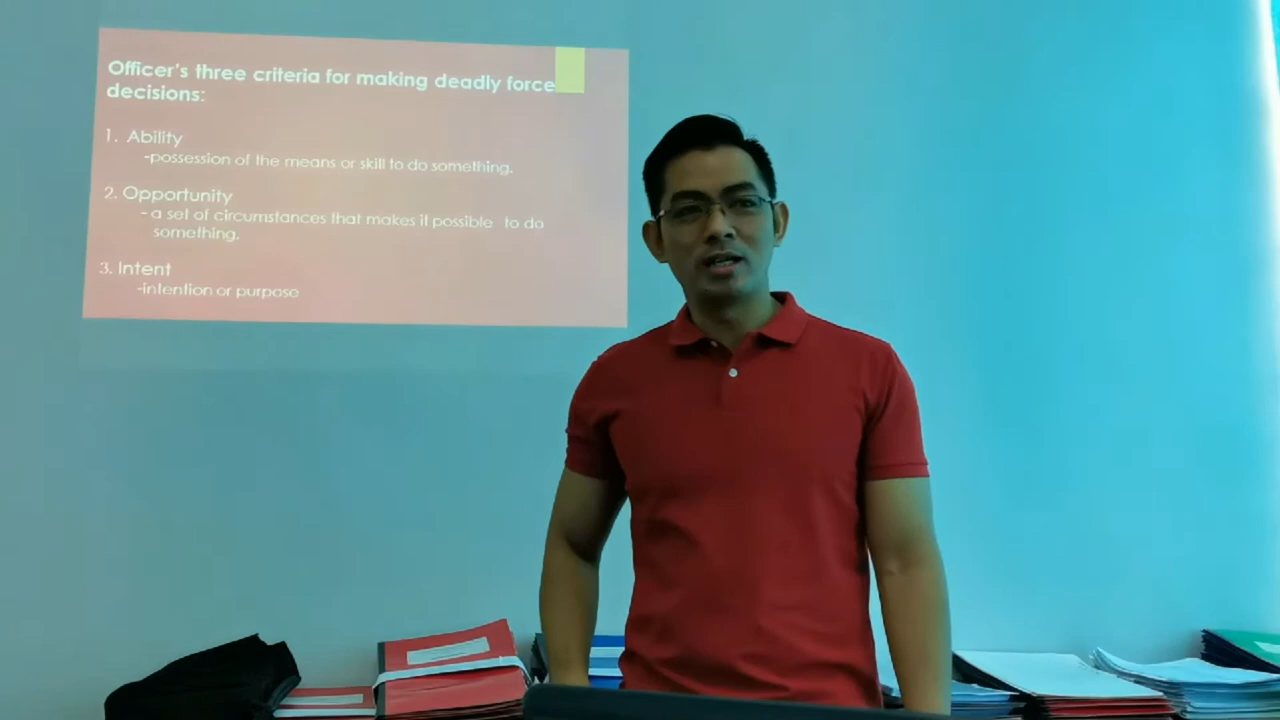 Officer's three criteria for making deadly force
decisions:
1. Ability
-possession of the means or skill to do something.
2. Opportunity
- a set of circumstances that makes it possible to do
something.
3. Intent
-intention or purpose